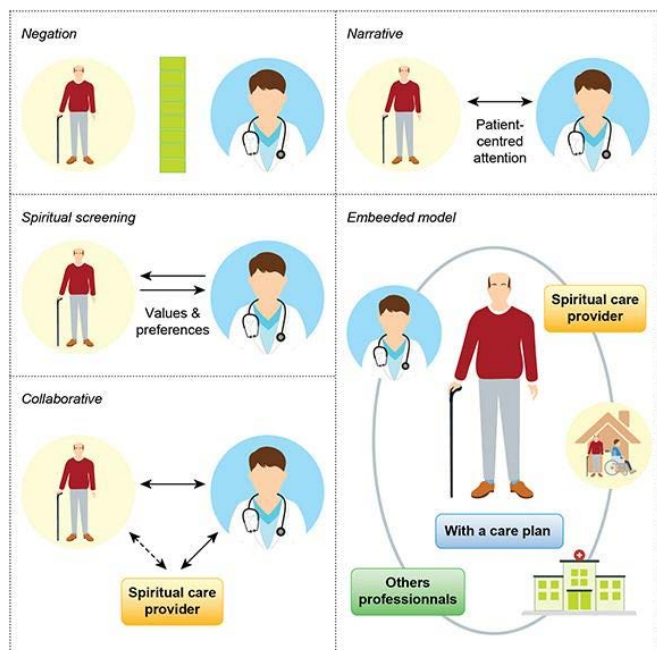 Negation
Narrative
Patient-
centred
attention
Spiritual screening
Values &
preferences
Embeeded model
Spiritual care
provider
With a care plan
Others
professionnals
Collaborative
Spiritual care
provider